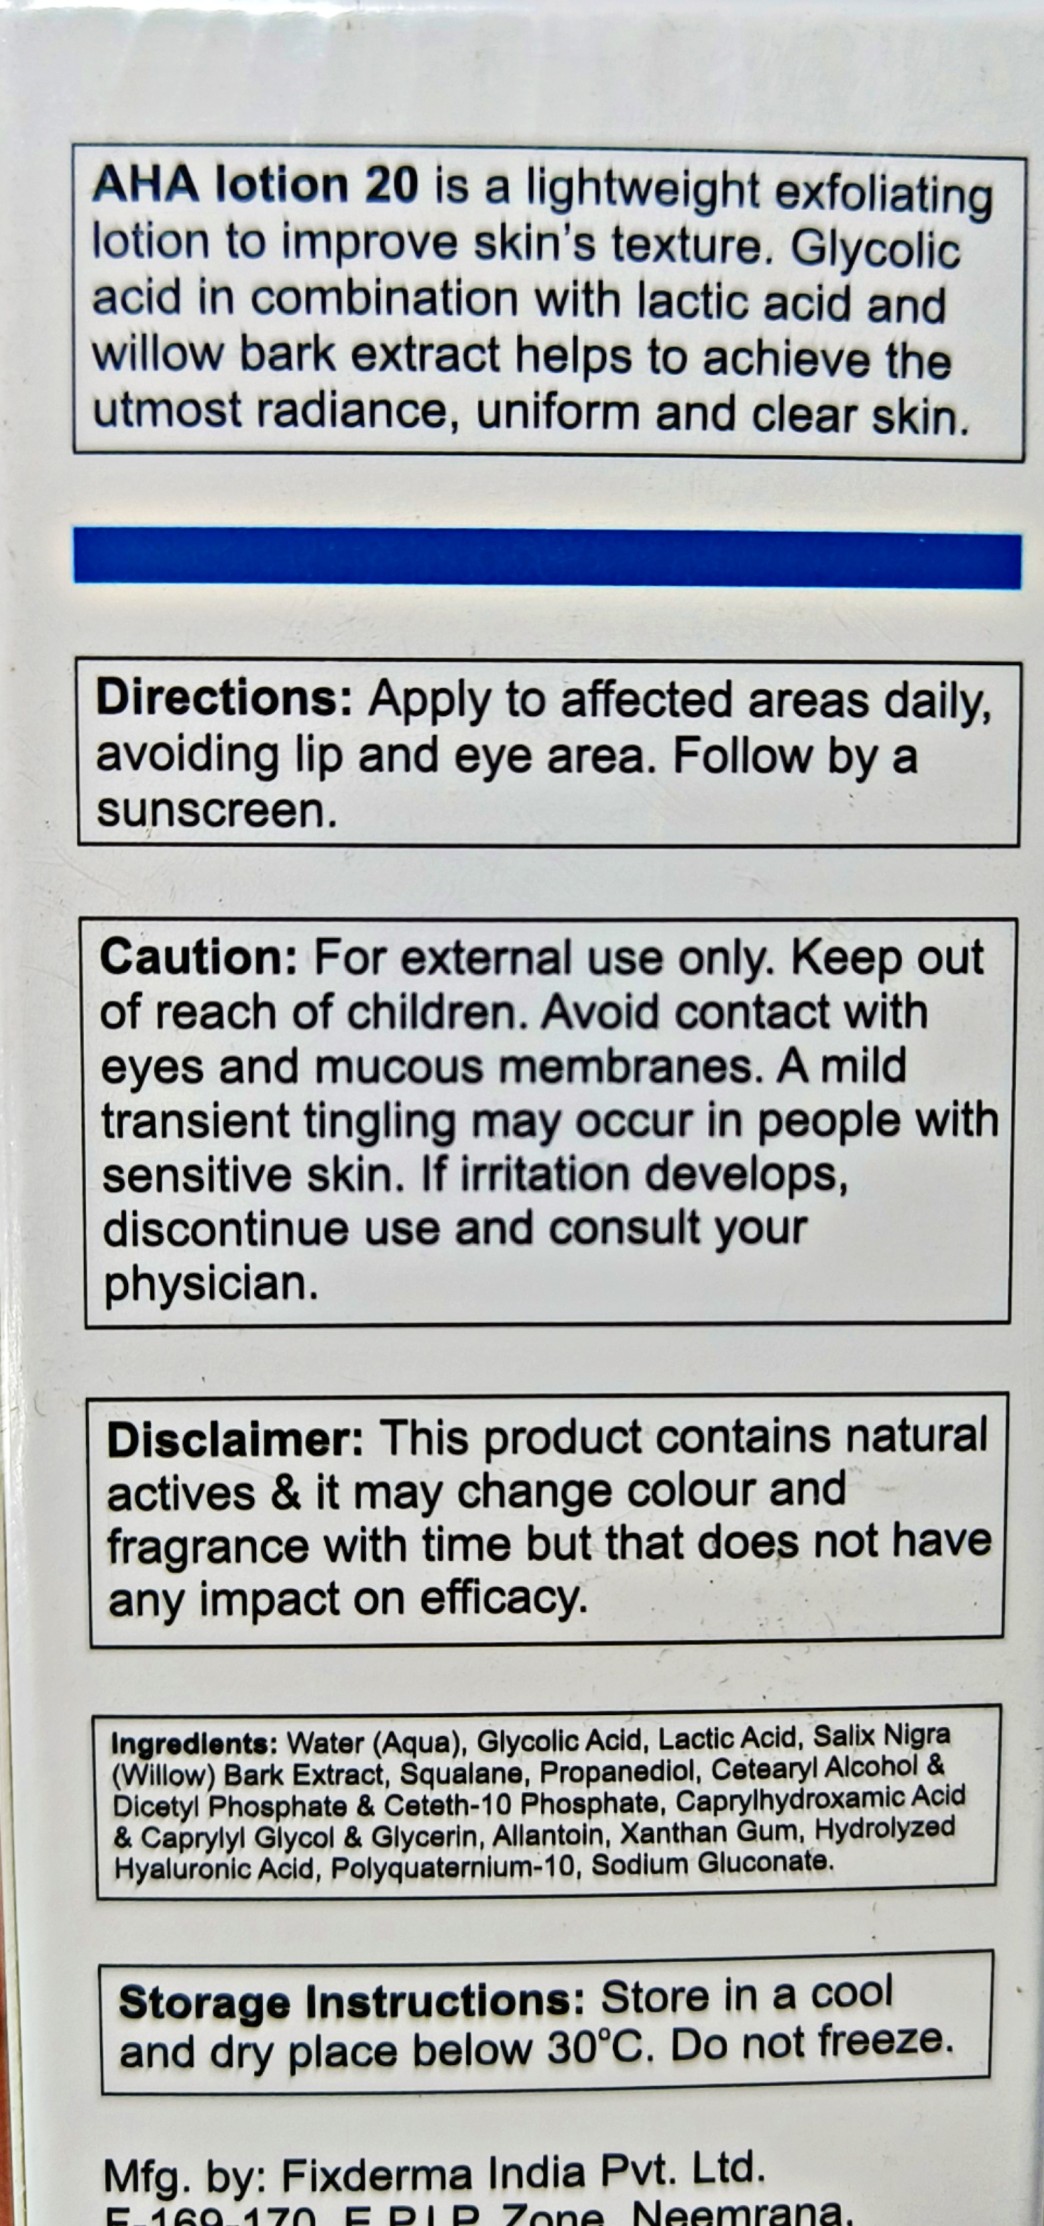 AHA lotion 20 is a lightweight exfoliating
lotion to improve skin's texture. Glycolic
acid in combination with lactic acid and
willow bark extract helps to achieve the
utmost radiance, uniform and clear skin.
Directions: Apply to affected areas daily,
avoiding lip and eye area. Follow by a
sunscreen.
Caution: For external use only. Keep out
of reach of children. Avoid contact with
eyes and mucous membranes. A mild
transient tingling may occur in people with
sensitive skin. If irritation develops,
discontinue use and consult your
physician.
Disclaimer: This product contains natural
actives & it may change colour and
fragrance with time but that does not have
any impact on efficacy.
Ingredients: Water (Aqua), Glycolic Acid, Lactic Acid, Salix Nigra
(Willow) Bark Extract, Squalane, Propanediol, Cetearyl Alcohol &
Dicetyl Phosphate & Ceteth-10 Phosphate, Caprylhydroxamic Acid
& Caprylyl Glycol & Glycerin, Allantoin, Xanthan Gum, Hydrolyzed
Hyaluronic Acid, Polyquaternium-10, Sodium Gluconate.
Storage Instructions: Store in a cool
and dry place below 30°C. Do not freeze.
Mfg. by: Fixderma India Pvt. Ltd.
E-169-170, E.P.I.P. Zone, Neemrana,